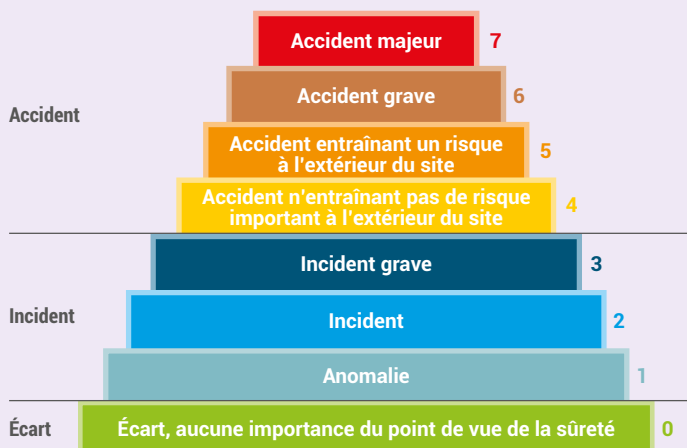 Accident majeur 7
Accident grave 6
Accident
Accident entraînant un risque
à l'extérieur du site 5
Accident n'entraînant pas de risque
important à l'extérieur du site 4
Incident grave 3
Incident
Incident 2
Anomalie 1
Écart
Écart, aucune importance du point de vue de la sûreté 0